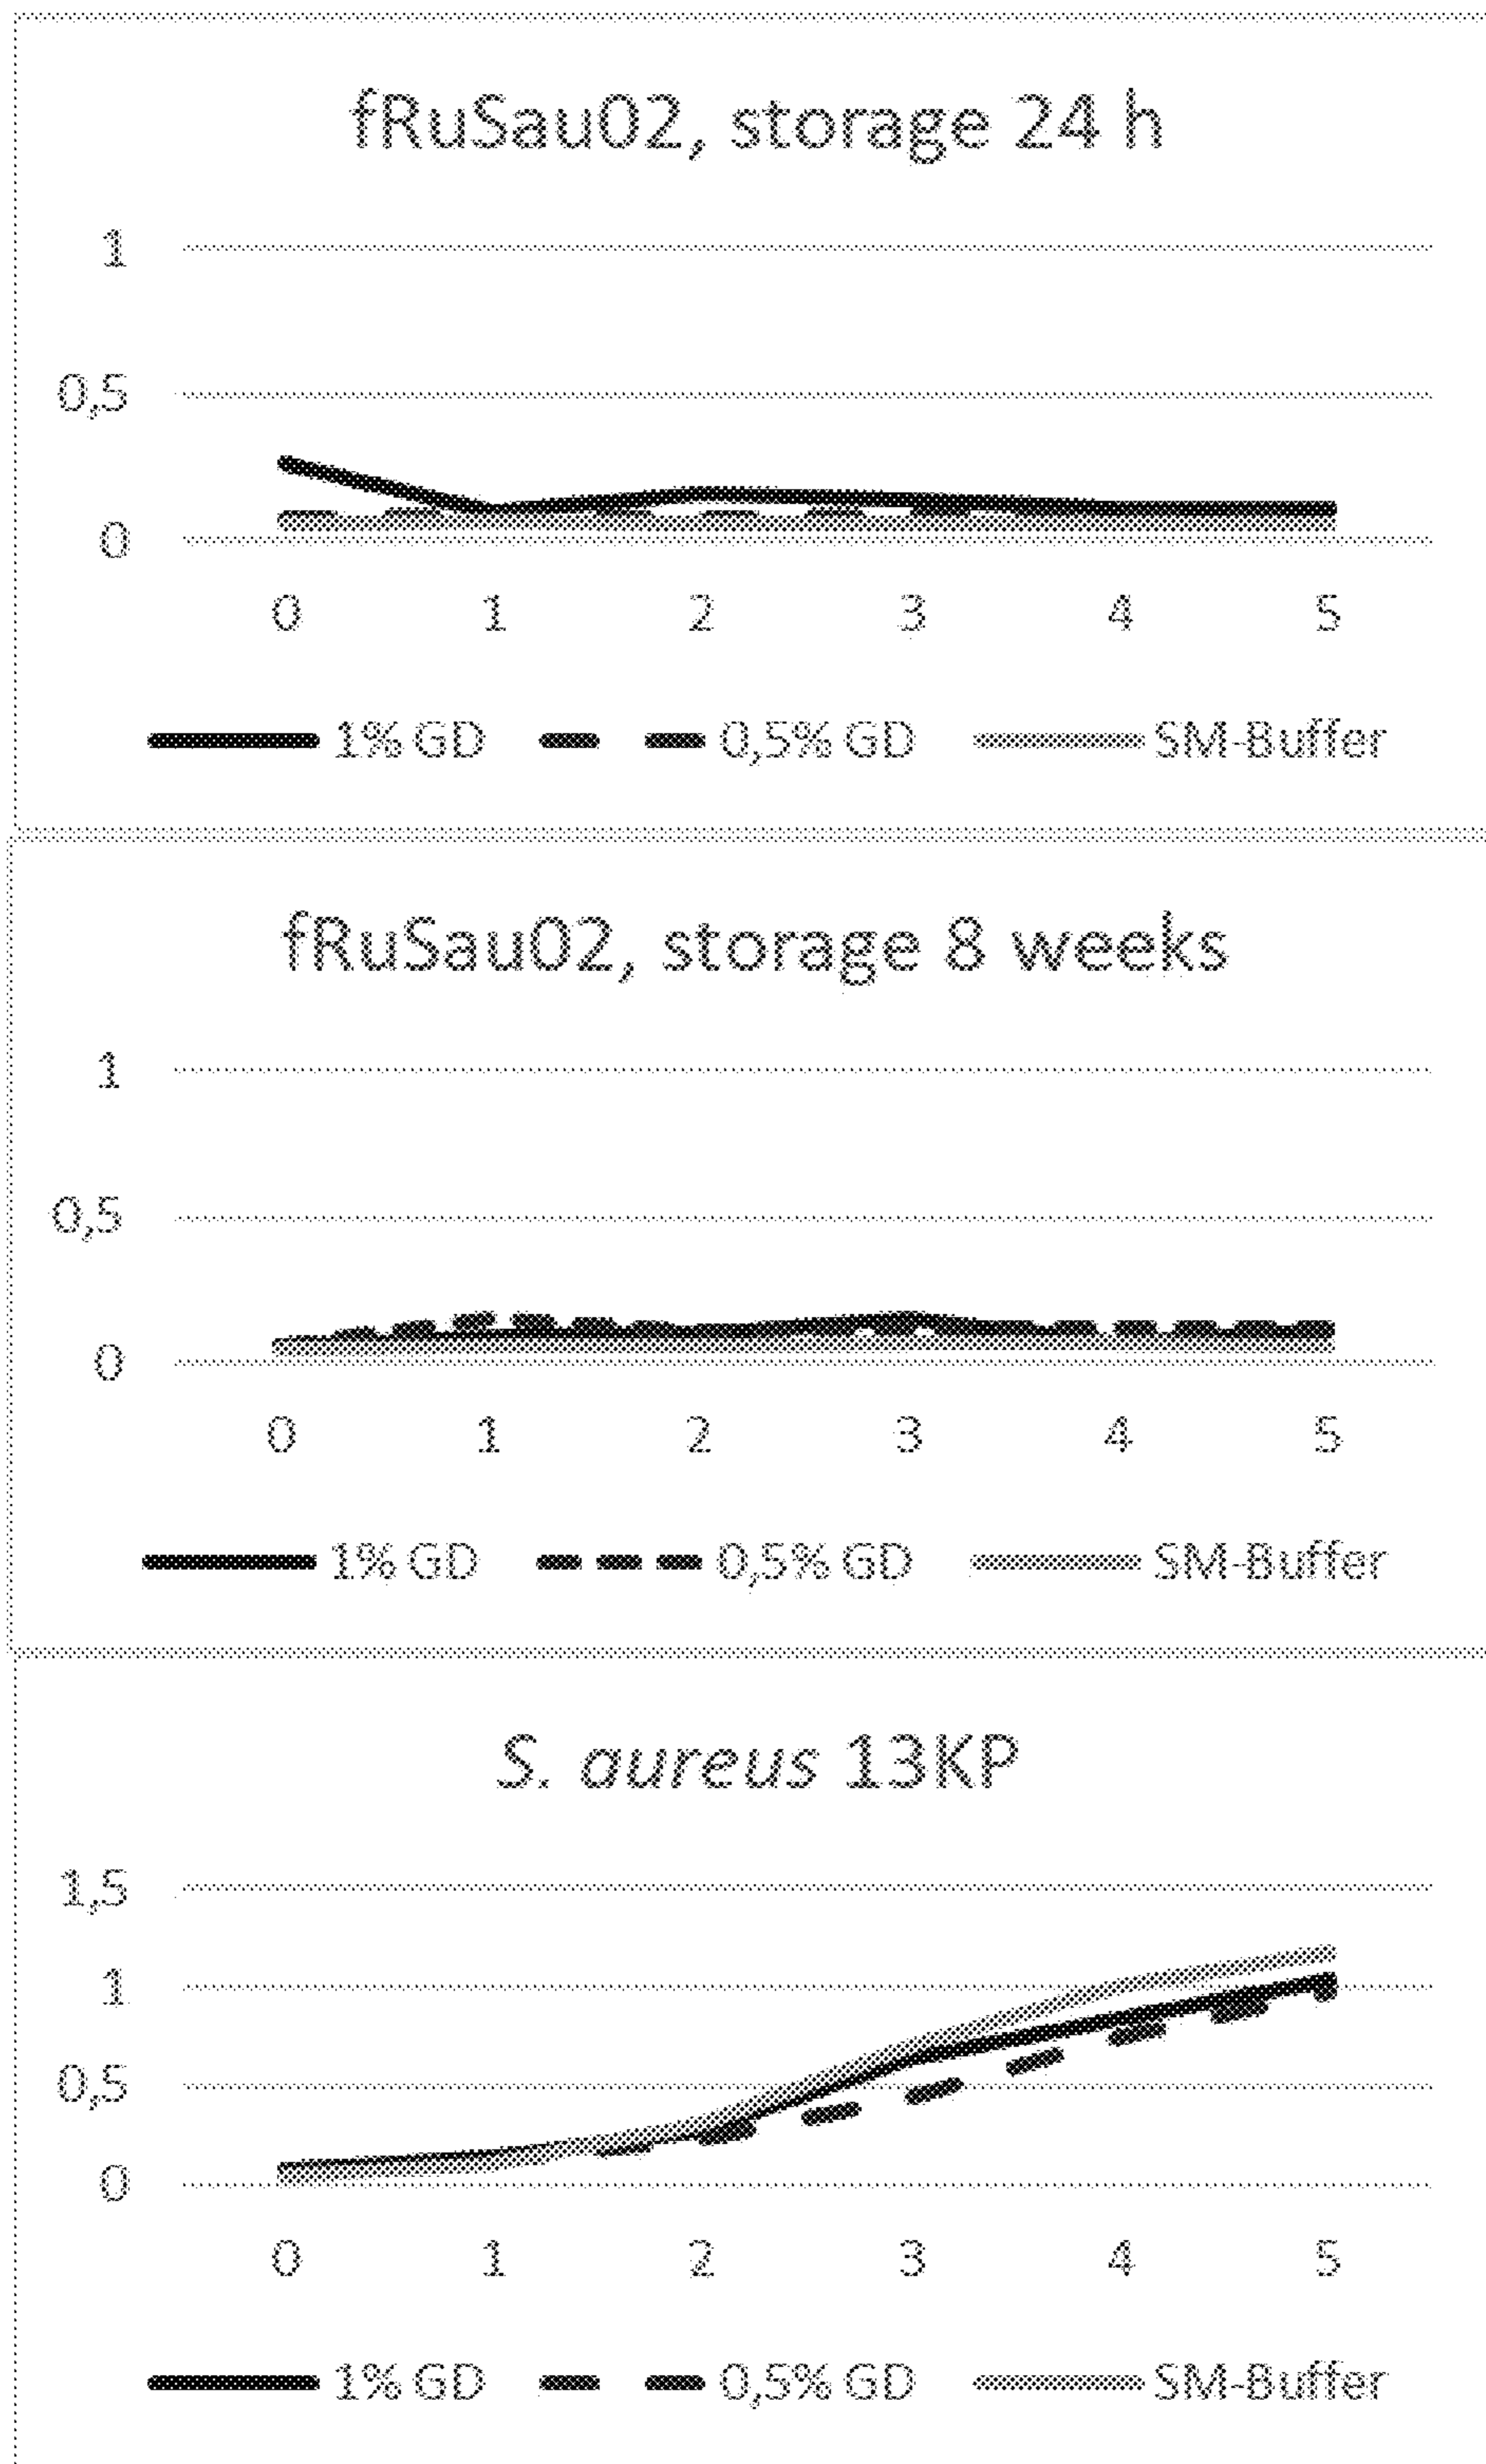 fRuSau02, storage 24 h
1
0,5
0
0 1 2 3 4 5
1% GD 0,5% GD SM-Buffer
fRuSau02, storage 8 weeks
1
0,5
0
0 1 2 3 4 5
1% GD 0,5% GD SM-Buffer
S. aureus 13KP
1,5
1
0,5
0
0 1 2 3 4 5
1% GD 0,5% GD SM-Buffer